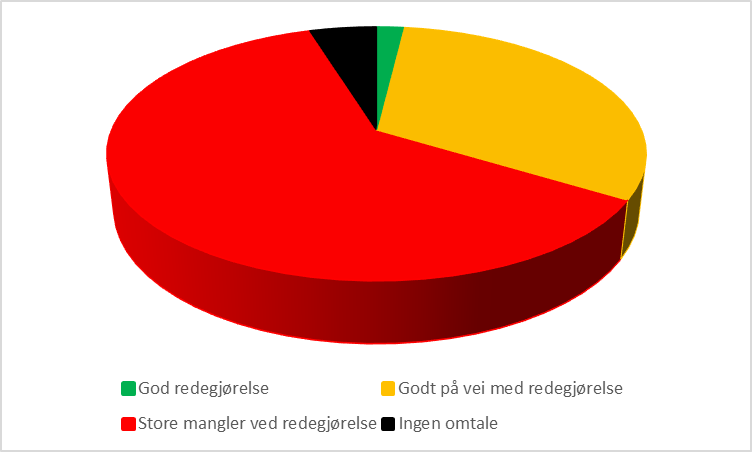 God redegjørelse
Godt på vei med redegjørelse
Store mangler ved redegjørelse
Ingen omtale